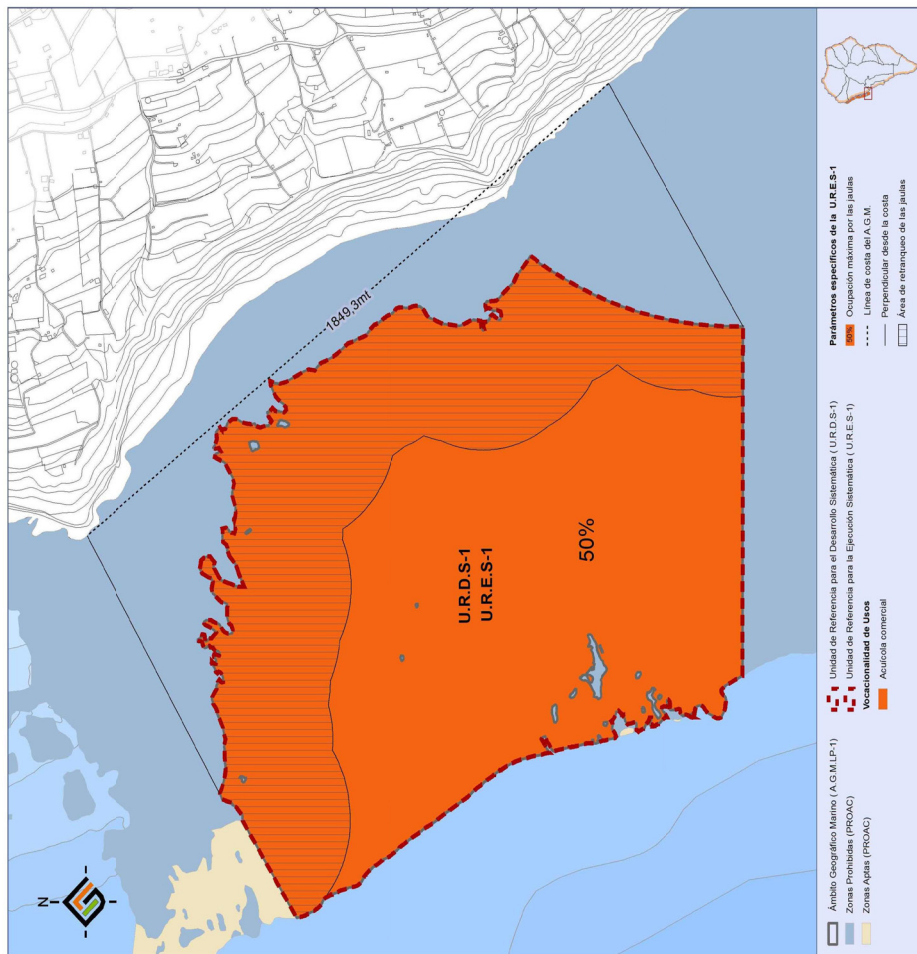 N
1849,3mt
U.R.D.S-1
U.R.E.S-1
50%
Ámbito Geográfico Marino ( A.G.M.LP-1)
Zonas Prohibidas (PROAC)
Zonas Aptas (PROAC)
Unidad de Referencia para el Desarrollo Sistemático ( U.R.D.S-1)
Unidad de Referencia para la Ejecución Sistemática ( U.R.E.S-1)
Vocacionalidad de Usos
Acuícola comercial
Parámetros específicos de la U.R.E.S-1
50% Ocupación máxima por las jaulas
Línea de costa del A.G.M.
Perpendicular desde la costa
Área de retranqueo de las jaulas